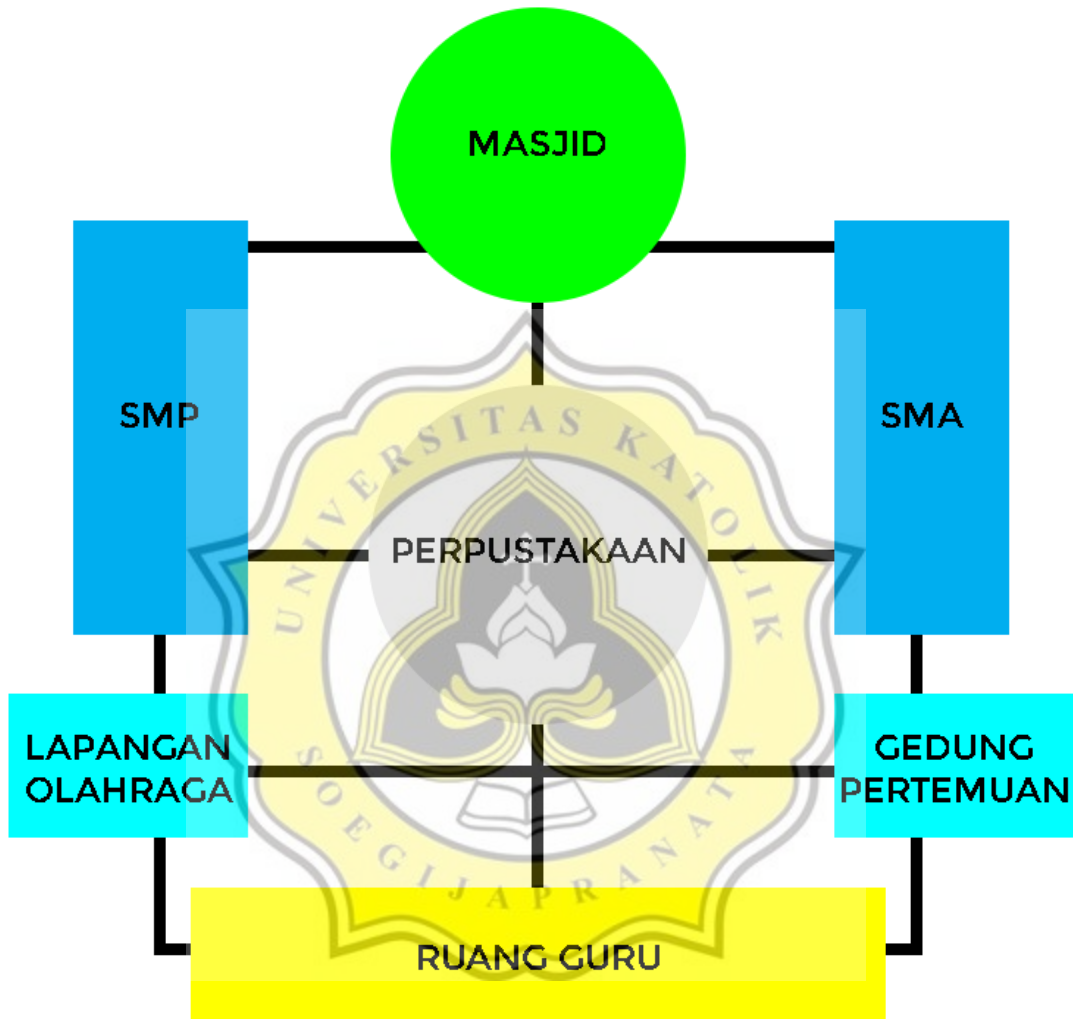 MASJID
SMP
SMA
UNIVERSITAS KATOLIK
PERPUSTAKAAN
LAPANGAN
OLAHRAGA
GEDUNG
PERTEMUAN
SOEGIJAPRANATA
RUANG GURU